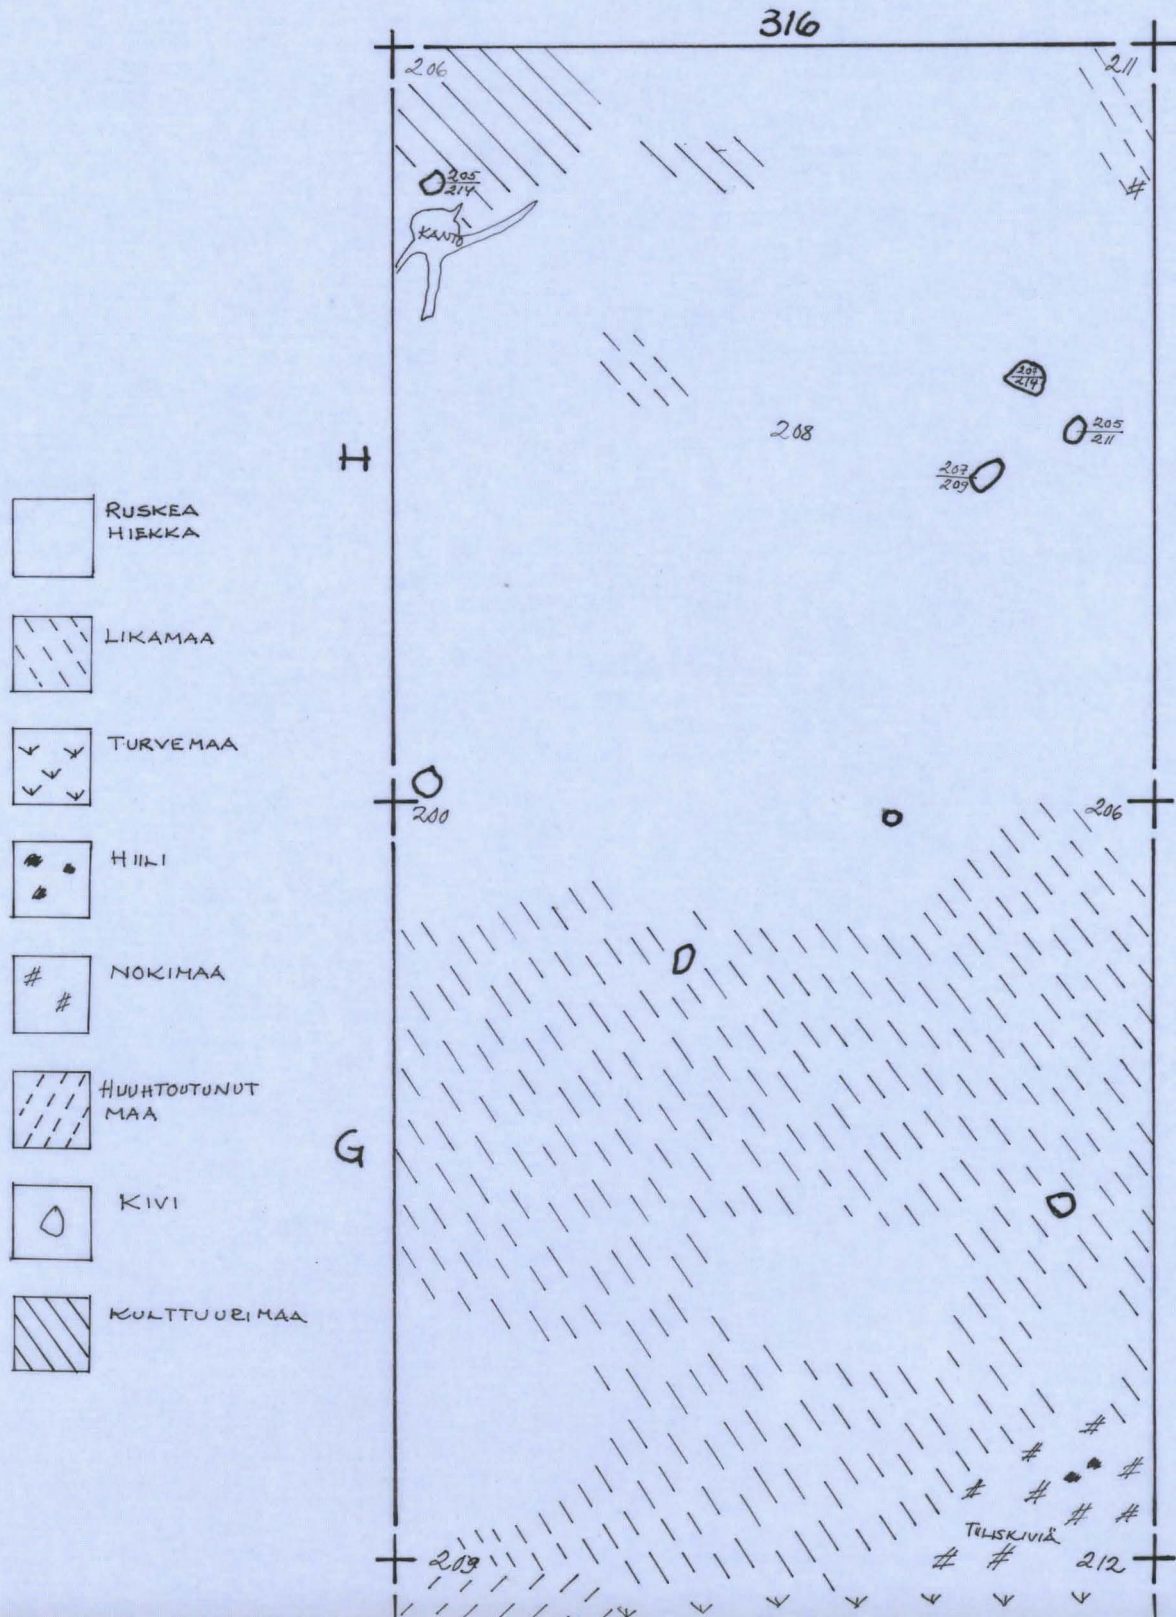 316
206
211
205
214
KANTO
207
214
205
211
208
207
209
H
RUSKEA
HIEKKA
LIKAMAA
TURVEMAA
200
206
HIILI
NOKIMAA
HUUHTOUTUNUT
MAA
G
KIVI
KULTTUURIMAA
TULISKIVIÄ
209
212